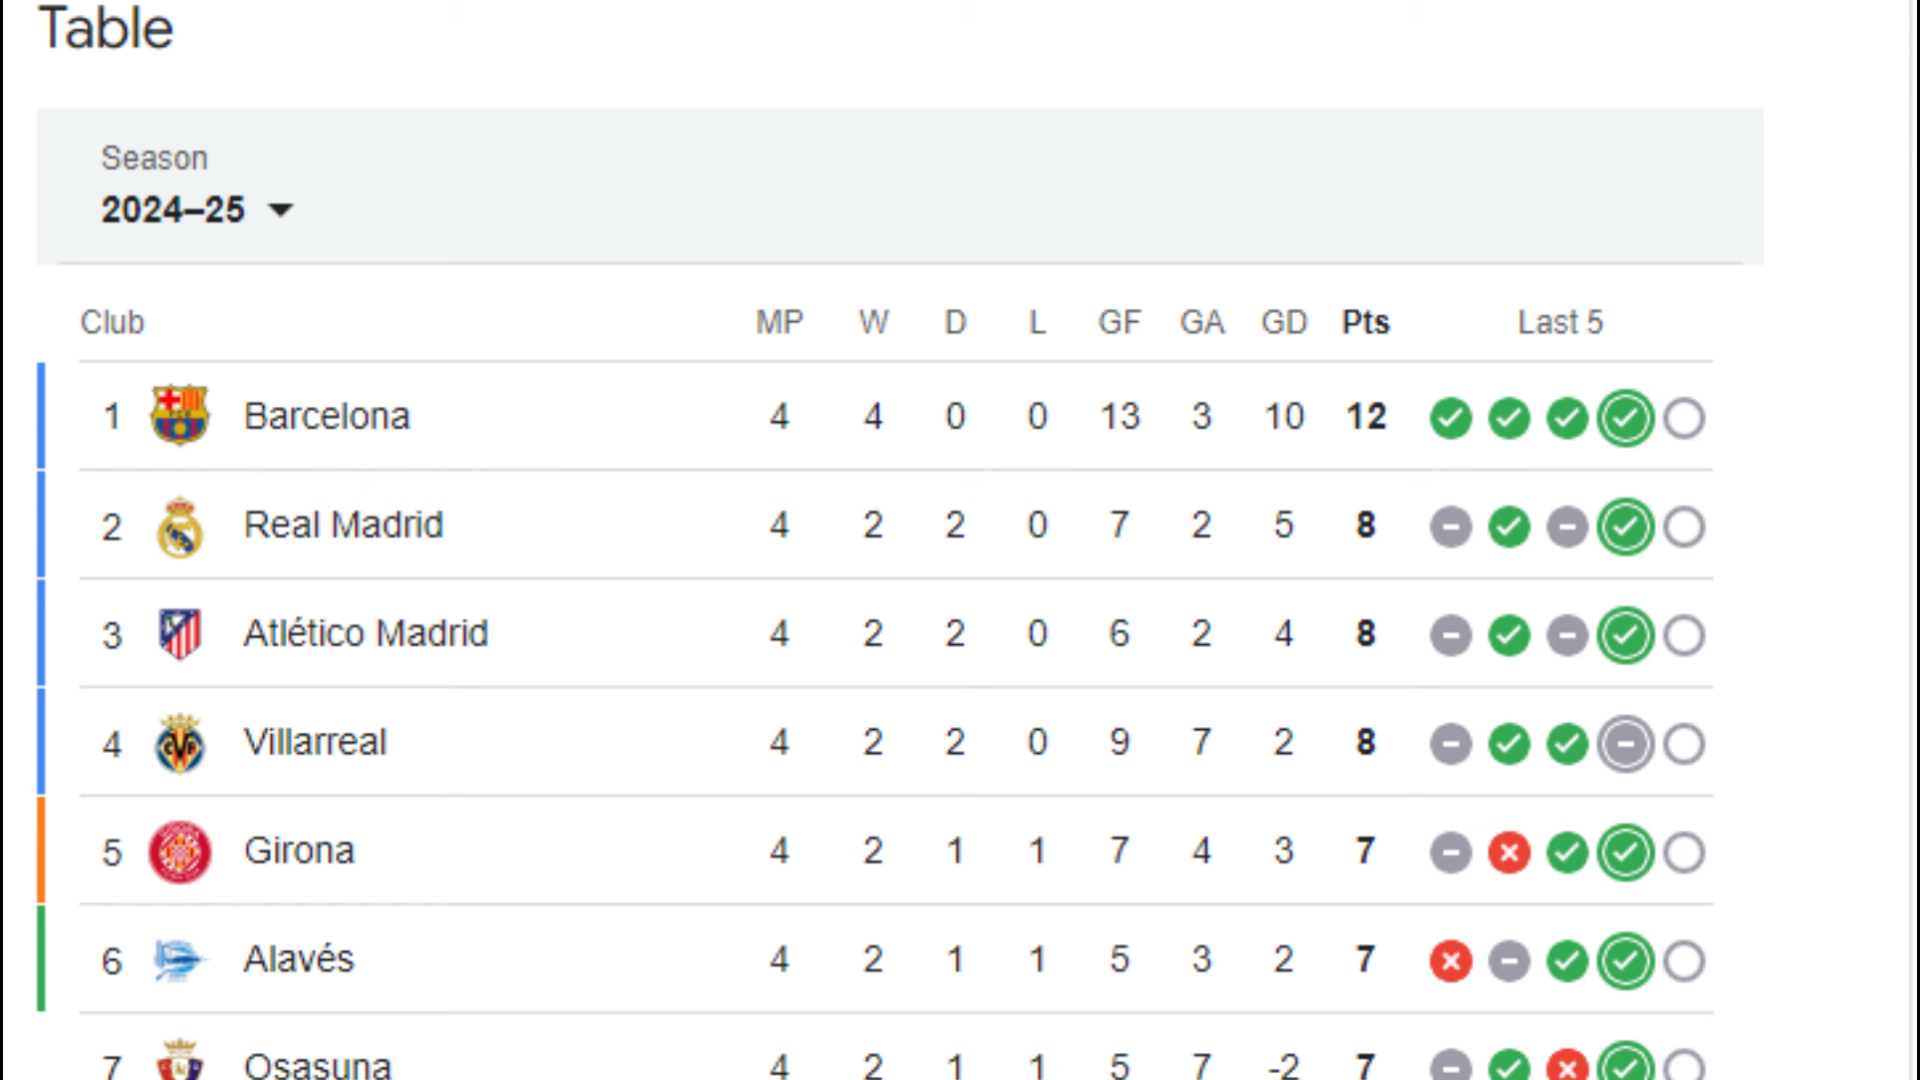 Table
Season
2024–25
Club MP W D L GF GA GD Pts Last 5
1 Barcelona 4 4 0 0 13 3 10 12
2 Real Madrid 4 2 2 0 7 2 5 8
3 Atlético Madrid 4 2 2 0 6 2 4 8
4 Villarreal 4 2 2 0 9 7 2 8
5 Girona 4 2 1 1 7 4 3 7
6 Alavés 4 2 1 1 5 3 2 7
7 Osasuna 4 2 1 1 5 7 -2 7